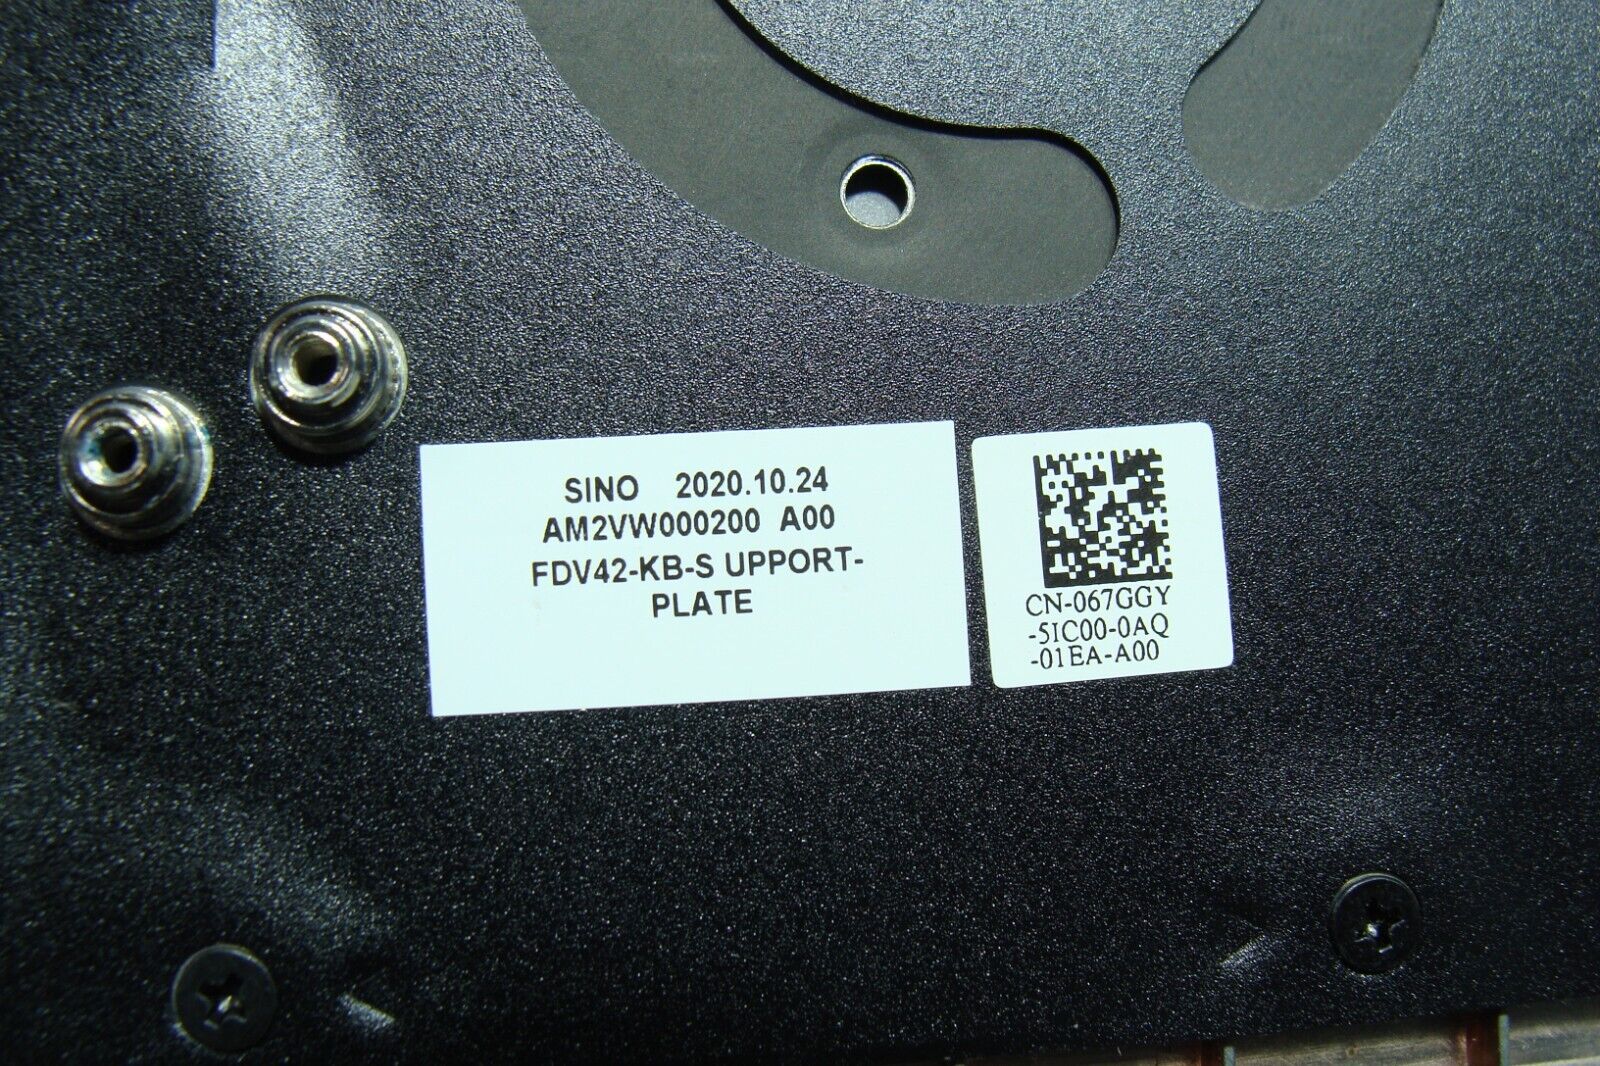 SINO 2020.10.24
AM2VW000200 A00
FDV42-KB-S UPPORT-
PLATE
CN-067GGY
-5IC00-0AQ
-01EA-A00